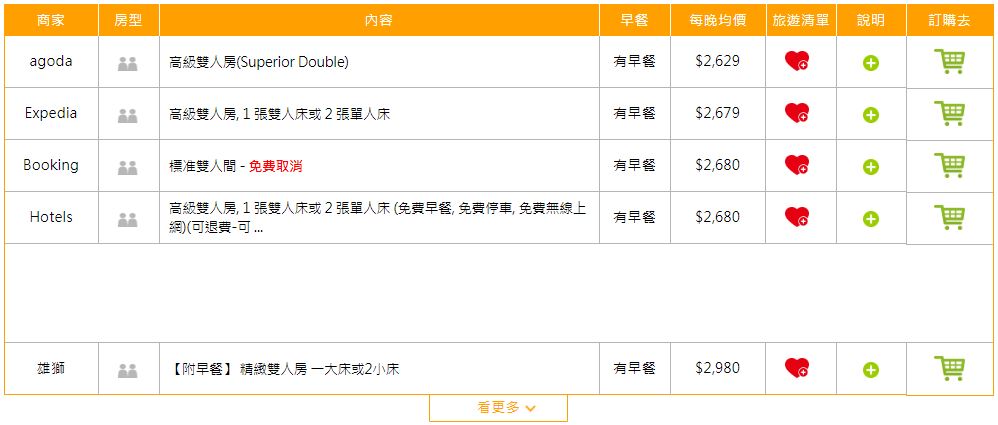 商家 房型 內容 早餐 每晚均價 旅遊清單 說明 訂購去
agoda 高級雙人房(Superior Double) 有早餐 $2,629
Expedia 高級雙人房, 1 張雙人床或 2 張單人床 有早餐 $2,679
Booking 標准雙人間 - 免費取消 有早餐 $2,680
Hotels 高級雙人房, 1 張雙人床或 2 張單人床 (免費早餐, 免費停車, 免費無線上
網)(可退費-可 ... 有早餐 $2,680
雄獅 【附早餐】 精緻雙人房 一大床或2小床 有早餐 $2,980
看更多